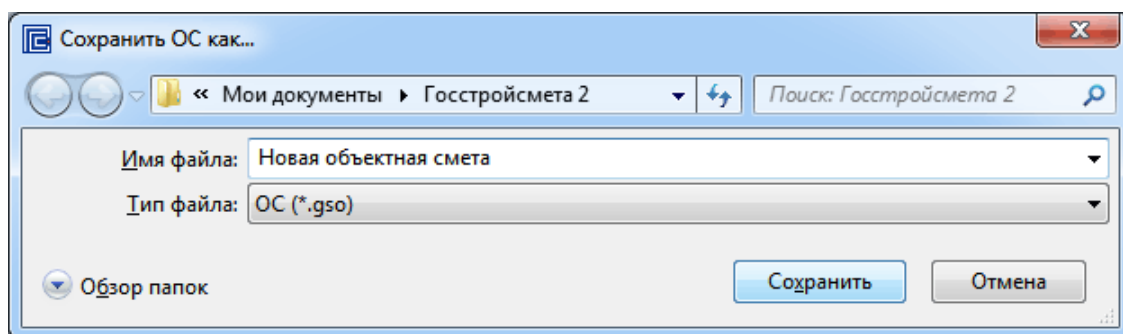 Сохранить ОС как...
« Мои документы ▸ Госстройсмета 2 Поиск: Госстройсмета 2
Имя файла: Новая объектная смета
Тип файла: ОС (*.gso)
Обзор папок Сохранить Отмена